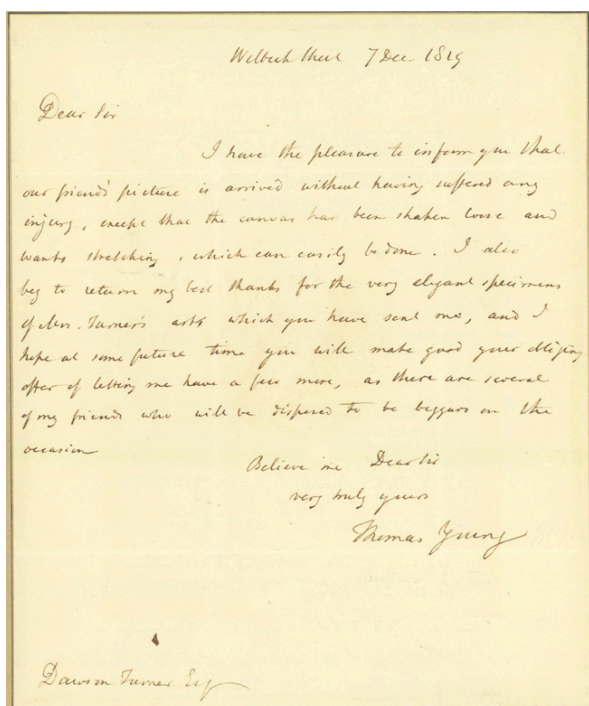 Welbeck Street 7 Dec 1819
Dear Sir
I have the pleasure to inform you that
our friend's picture is arrived without having suffered any
injury, except that the canvas has been shaken loose and
wants stretching, which can easily be done. I also
beg to return my best thanks for the very elegant specimens
of Mrs. Turner's arts which you have sent me, and I
hope at some future time you will make good your obliging
offer of letting me have a few more, as there are several
of my friends who will be disposed to be beggars on the
occasion
Believe me Dear Sir
very truly yours
Thomas Young
Dawson Turner Esq